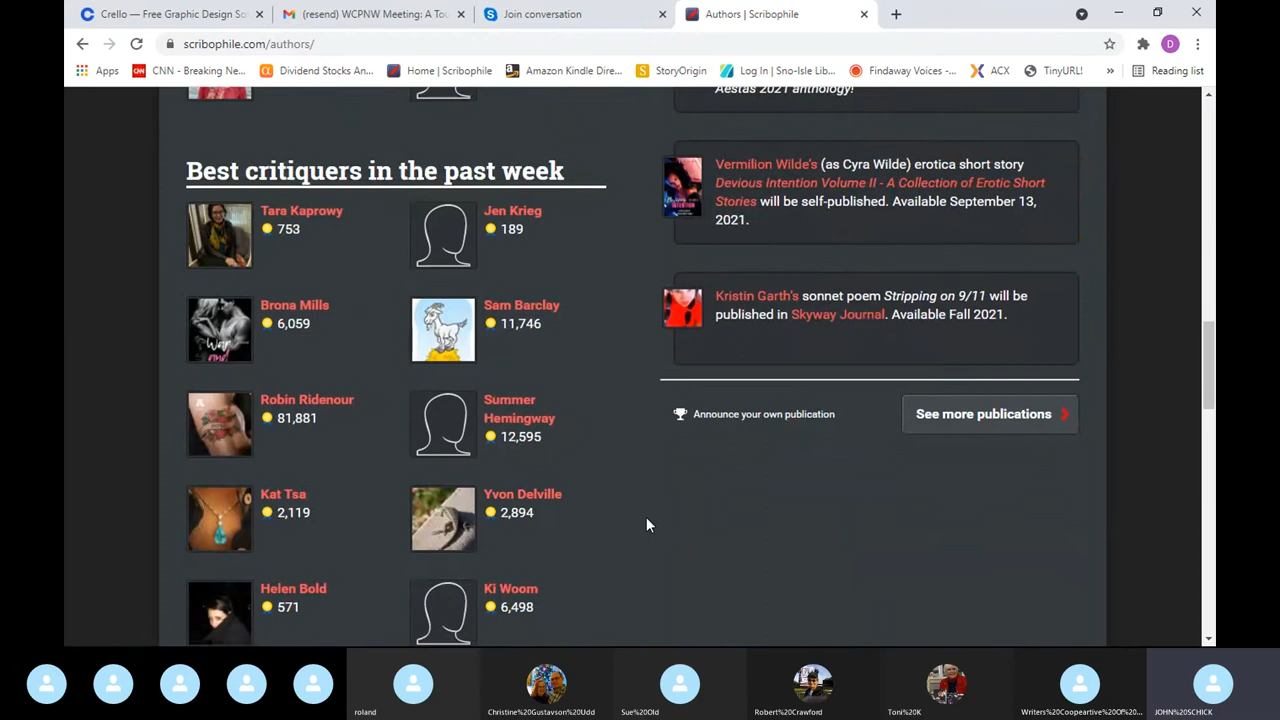 Crello — Free Graphic Design So
(resend) WCPNW Meeting: A Tou
Join conversation
Authors | Scribophile
scribophile.com/authors/
D
Apps
CNN - Breaking Ne...
Dividend Stocks An...
Home | Scribophile
Amazon Kindle Dire...
StoryOrigin
Log In | Sno-Isle Lib...
Findaway Voices -...
ACX
TinyURL!
Reading list
Aestas 2021 anthology!
Best critiquers in the past week
Tara Kaprowy
753
Jen Krieg
189
Brona Mills
6,059
Sam Barclay
11,746
Robin Ridenour
81,881
Summer
Hemingway
12,595
Kat Tsa
2,119
Yvon Delville
2,894
Helen Bold
571
Ki Woom
6,498
Vermilion Wilde's (as Cyra Wilde) erotica short story
Devious Intention Volume II - A Collection of Erotic Short
Stories will be self-published. Available September 13,
2021.
Kristin Garth's sonnet poem Stripping on 9/11 will be
published in Skyway Journal. Available Fall 2021.
Announce your own publication
See more publications
roland
Christine%20Gustavson%20Udd
Sue%20Old
Robert%20Crawford
Toni%20K
Writers%20Coopeartive%20Of%20...
JOHN%20SCHICK